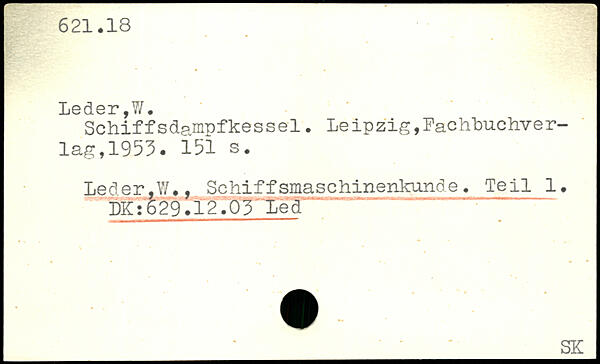 621.18
Leder,W.
Schiffsdampfkessel. Leipzig,Fachbuchver-
lag,1953. 151 s.
Leder,W., Schiffsmaschinenkunde. Teil 1.
DK:629.12.03 Led
SK